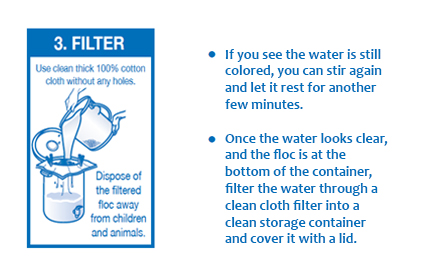 3. FILTER
Use clean thick 100% cotton
cloth without any holes.
Dispose of
the filtered
floc away
from children
and animals.
• If you see the water is still
colored, you can stir again
and let it rest for another
few minutes.
• Once the water looks clear,
and the floc is at the
bottom of the container,
filter the water through a
clean cloth filter into a
clean storage container
and cover it with a lid.